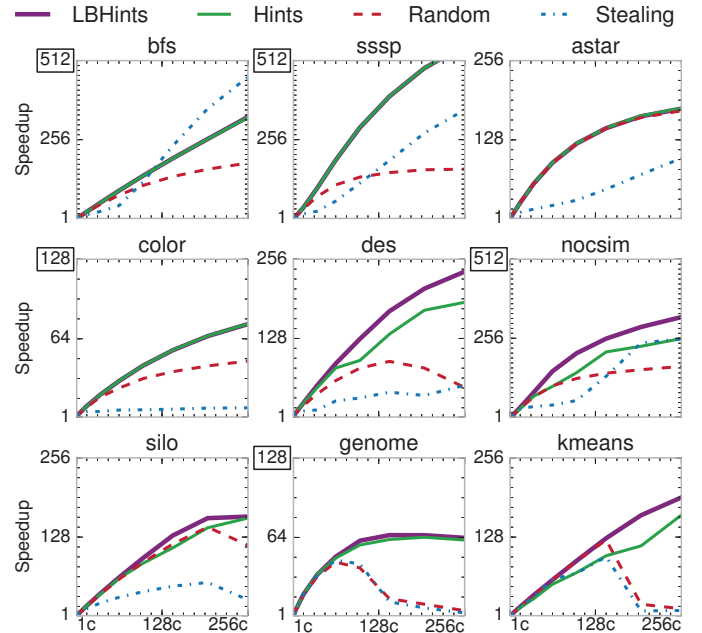 LBHints Hints Random Stealing
bfs sssp astar
512 512 256
Speedup 256 256 128
1 1 1
color des nocsim
128 256 512
Speedup 64 128 256
1 1 1
silo genome kmeans
256 128 256
Speedup 128 64 128
1 1 1
1c 128c 256c 1c 128c 256c 1c 128c 256c